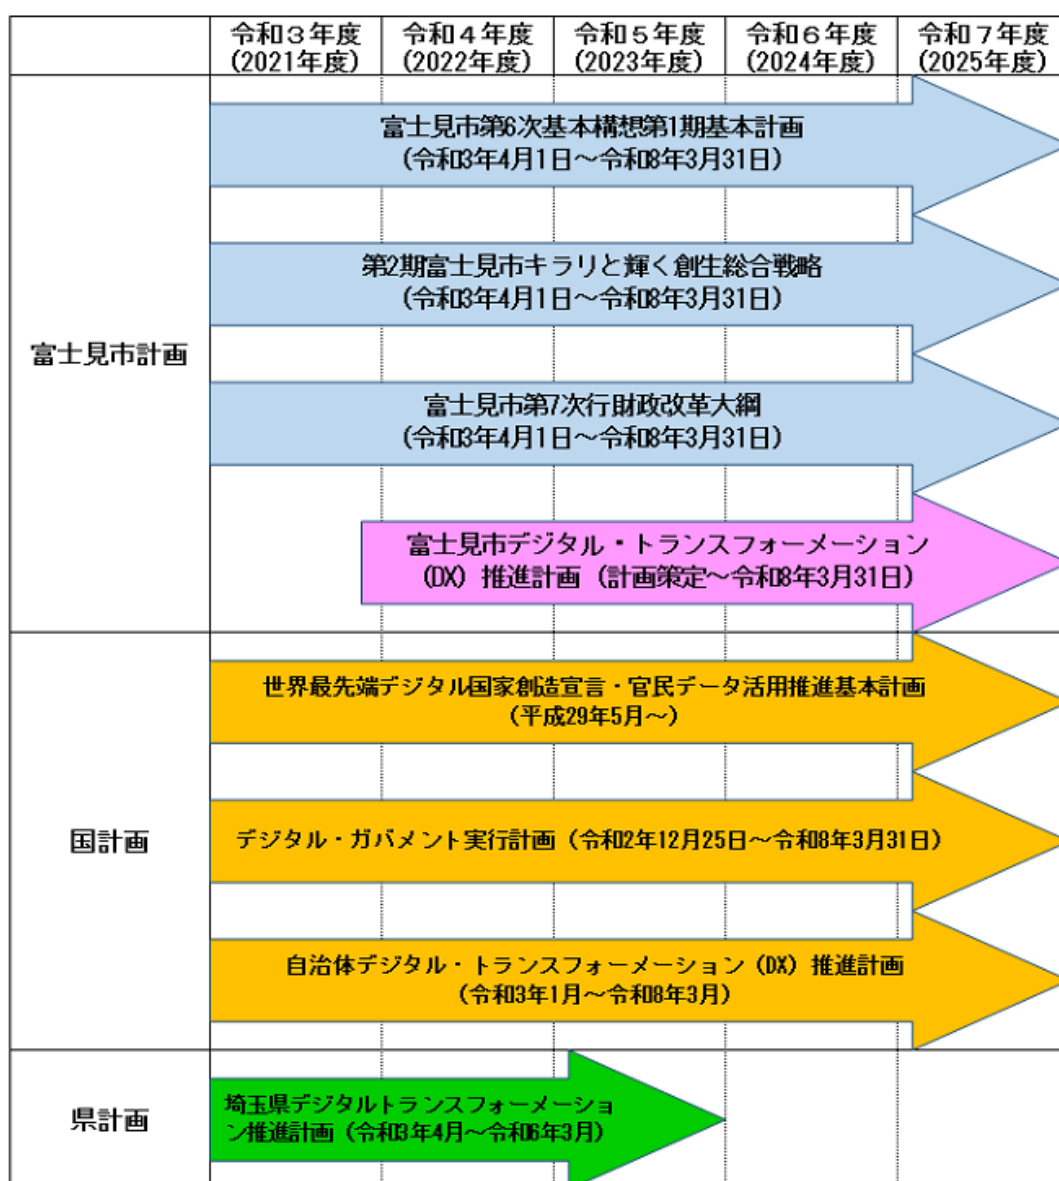 令和3年度 令和4年度 令和5年度 令和6年度 令和7年度
(2021年度) (2022年度) (2023年度) (2024年度) (2025年度)
富士見市計画
富士見市第6次基本構想第1期基本計画
(令和3年4月1日～令和8年3月31日)
第2期富士見市キラリと輝く創生総合戦略
(令和3年4月1日～令和8年3月31日)
富士見市第7次行財政改革大綱
(令和3年4月1日～令和8年3月31日)
富士見市デジタル・トランスフォーメーション
(DX) 推進計画 (計画策定～令和8年3月31日)
国計画
世界最先端デジタル国家創造宣言・官民データ活用推進基本計画
(平成29年5月～)
デジタル・ガバメント実行計画 (令和2年12月25日～令和8年3月31日)
自治体デジタル・トランスフォーメーション (DX) 推進計画
(令和3年1月～令和8年3月)
県計画
埼玉県デジタルトランスフォーメーショ
ン推進計画 (令和3年4月～令和6年3月)